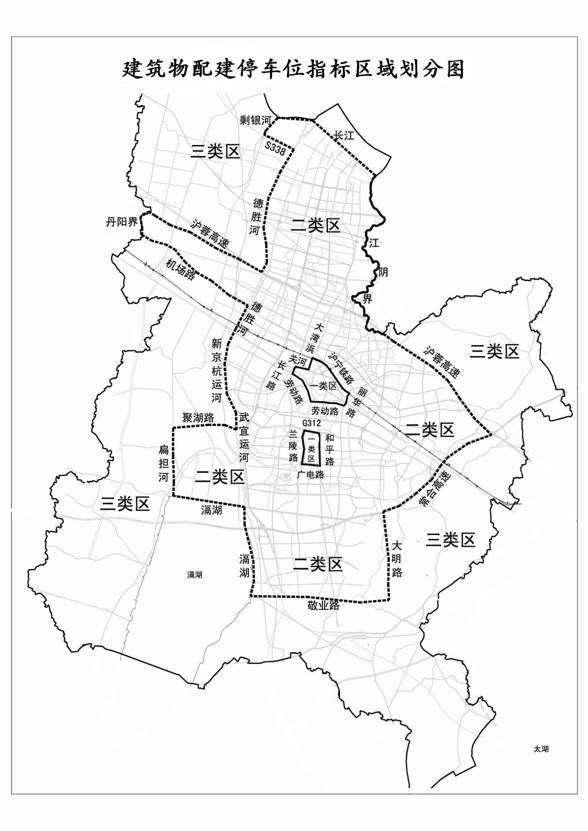 建筑物配建停车位指标区域划分图
剩银河
长江
S338
三类区
德胜河
二类区
丹阳界
沪蓉高速
江阴界
机场路
德胜河
大湾浜
新京杭运河
关河
沪宁铁路
沪蓉高速
三类区
长江路
一类区
劳动路
丽华路
劳动路
聚湖路
武宜运河
G312
二类区
兰陵路
一类区
和平路
扁担河
广电路
二类区
常合高速
三类区
滆湖
三类区
大明路
滆湖
二类区
滆湖
敬业路
太湖